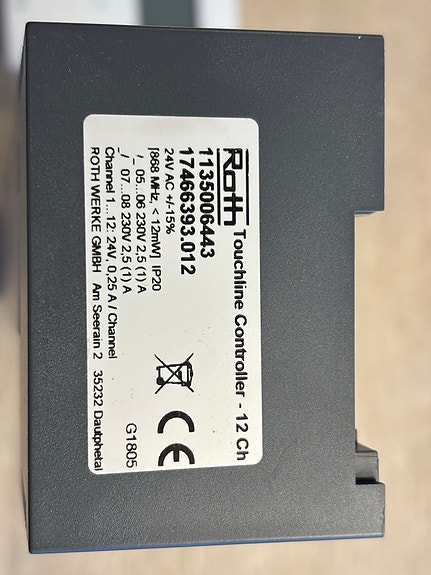 Roth Touchline Controller - 12 Ch
1135006443
17466393.012
24V AC +/-15%
[868 MHz, < 12mW] IP20
_/_ 05...06 230V 2,5 (1) A
_/_ 07...08 230V 2,5 (1) A
Channel 1...12: 24V, 0,25 A / Channel
ROTH WERKE GMBH Am Seerain 2 35232 Dautphetal
CE
G1805